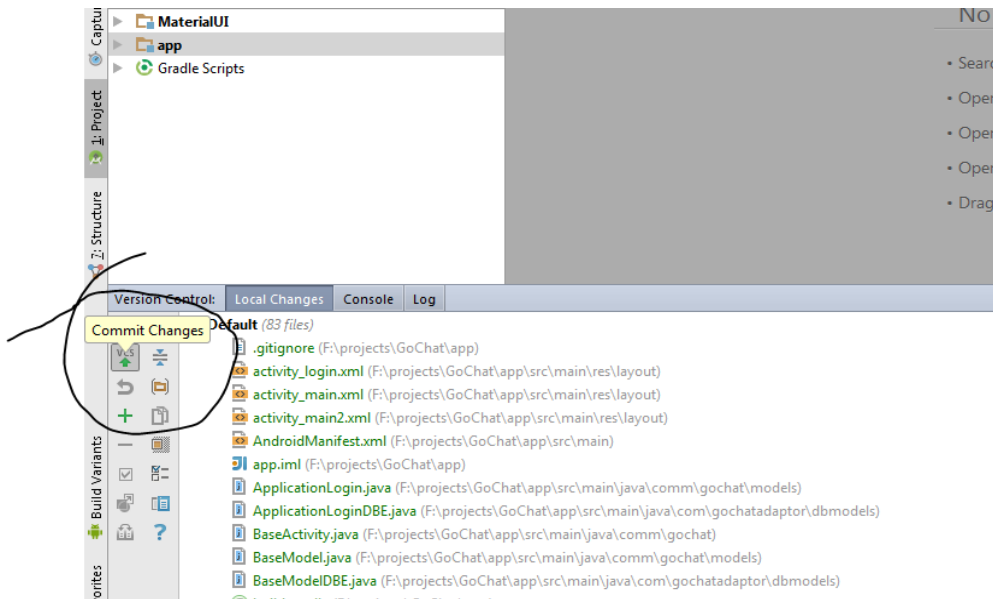 Captu
MaterialUI
app
Gradle Scripts
1: Project
7: Structure
No
• Searc
• Oper
• Oper
• Oper
• Drag
Version Control: Local Changes Console Log
Commit Changes
Default (83 files)
VCS
.gitignore (F:\projects\GoChat\app)
activity_login.xml (F:\projects\GoChat\app\src\main\res\layout)
activity_main.xml (F:\projects\GoChat\app\src\main\res\layout)
activity_main2.xml (F:\projects\GoChat\app\src\main\res\layout)
AndroidManifest.xml (F:\projects\GoChat\app\src\main)
app.iml (F:\projects\GoChat\app)
ApplicationLogin.java (F:\projects\GoChat\app\src\main\java\comm\gochat\models)
ApplicationLoginDBE.java (F:\projects\GoChat\app\src\main\java\com\gochatadaptor\dbmodels)
BaseActivity.java (F:\projects\GoChat\app\src\main\java\comm\gochat)
BaseModel.java (F:\projects\GoChat\app\src\main\java\comm\gochat\models)
BaseModelDBE.java (F:\projects\GoChat\app\src\main\java\com\gochatadaptor\dbmodels)
Build Variants
orites